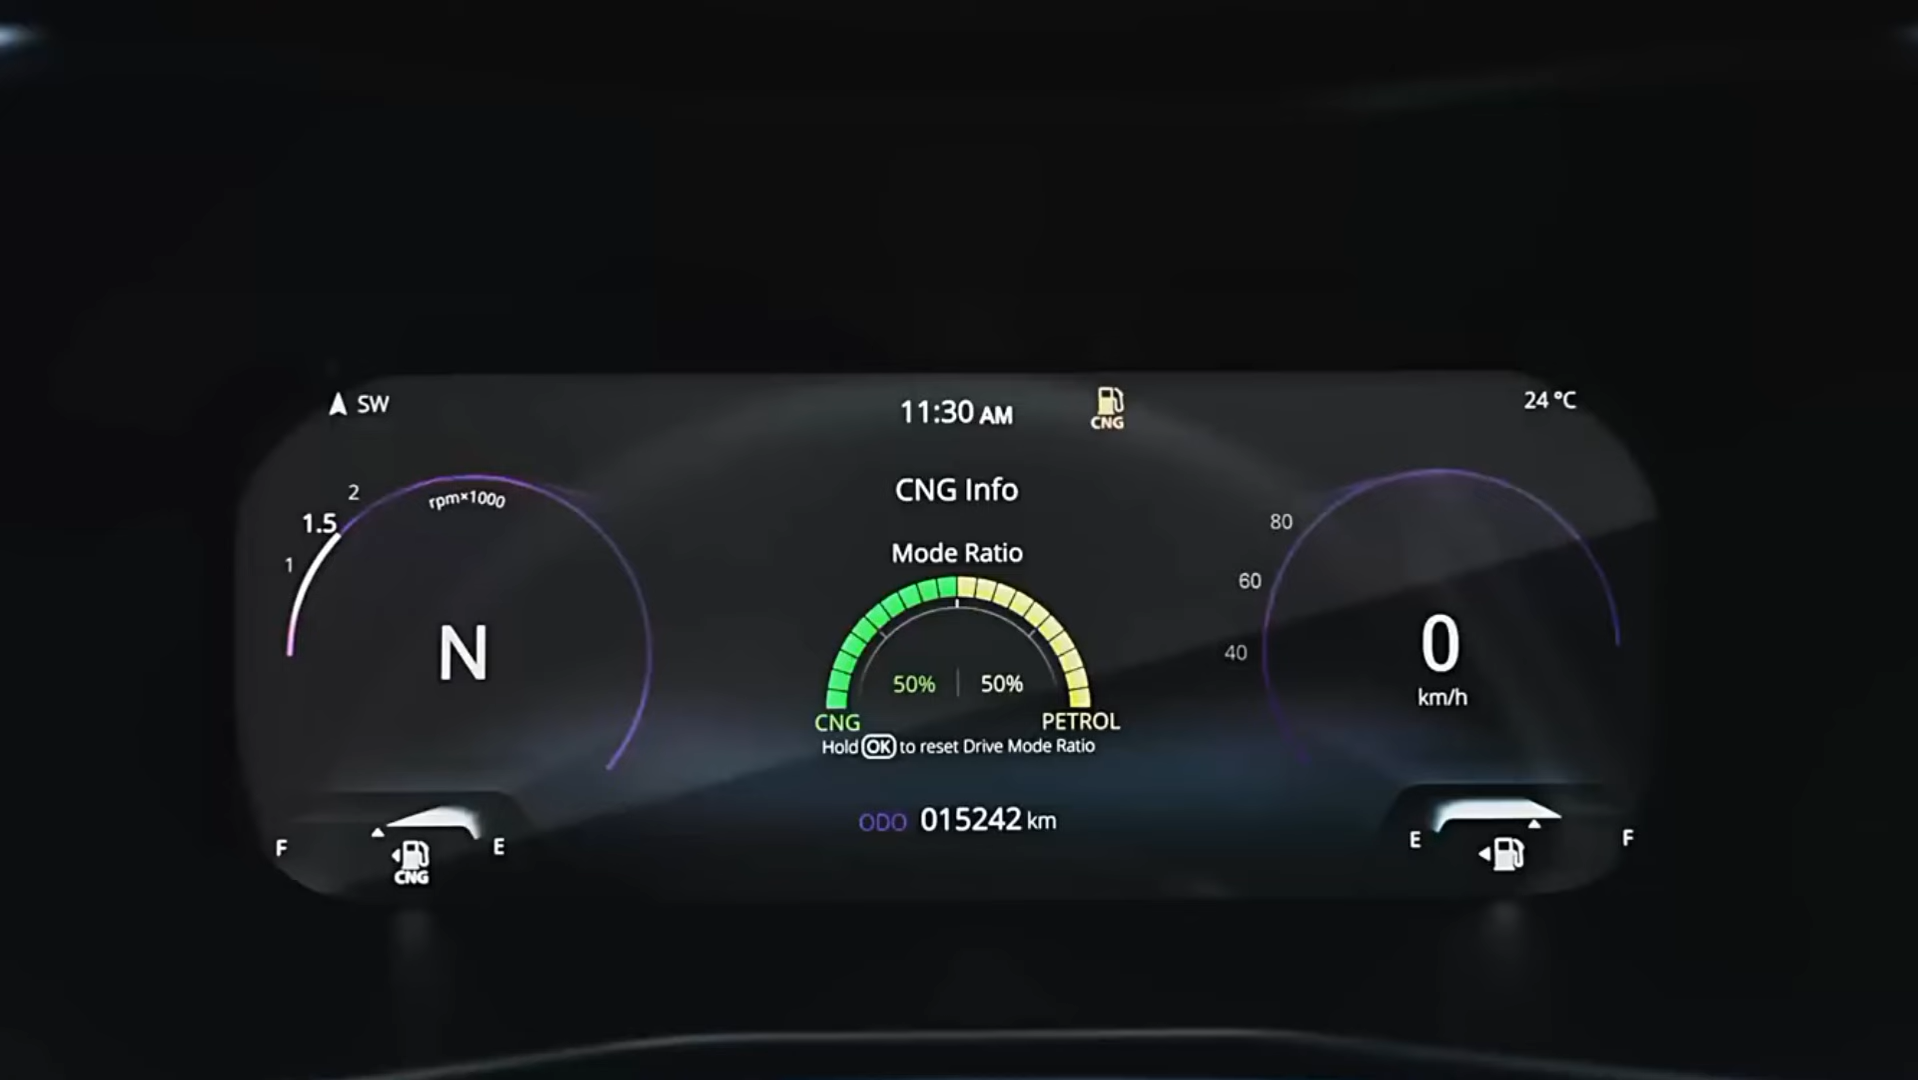 SW
11:30 AM
CNG
24 °C
2
rpm×1000
1.5
1
N
CNG Info
Mode Ratio
50% 50%
CNG PETROL
Hold OK to reset Drive Mode Ratio
ODO 015242 km
80
60
40
0
km/h
F E
CNG
E F